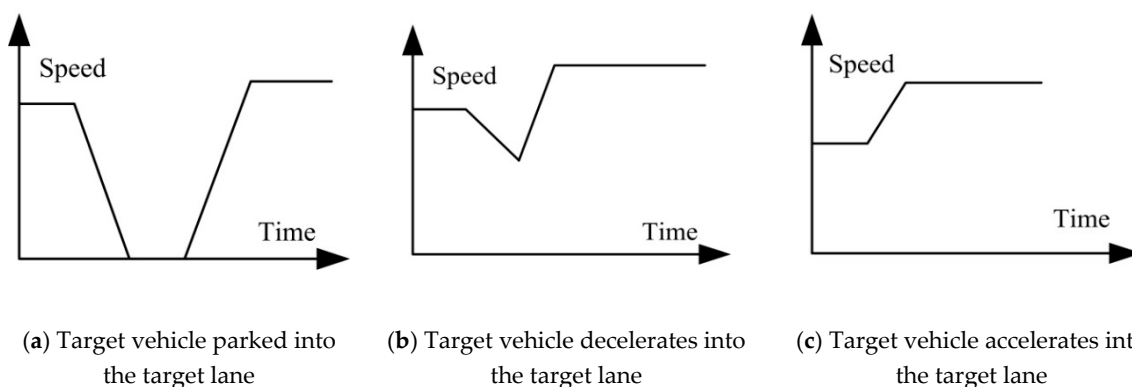 Speed
Time
Speed
Time
Speed
Time
(a) Target vehicle parked into
the target lane
(b) Target vehicle decelerates into
the target lane
(c) Target vehicle accelerates int
the target lane